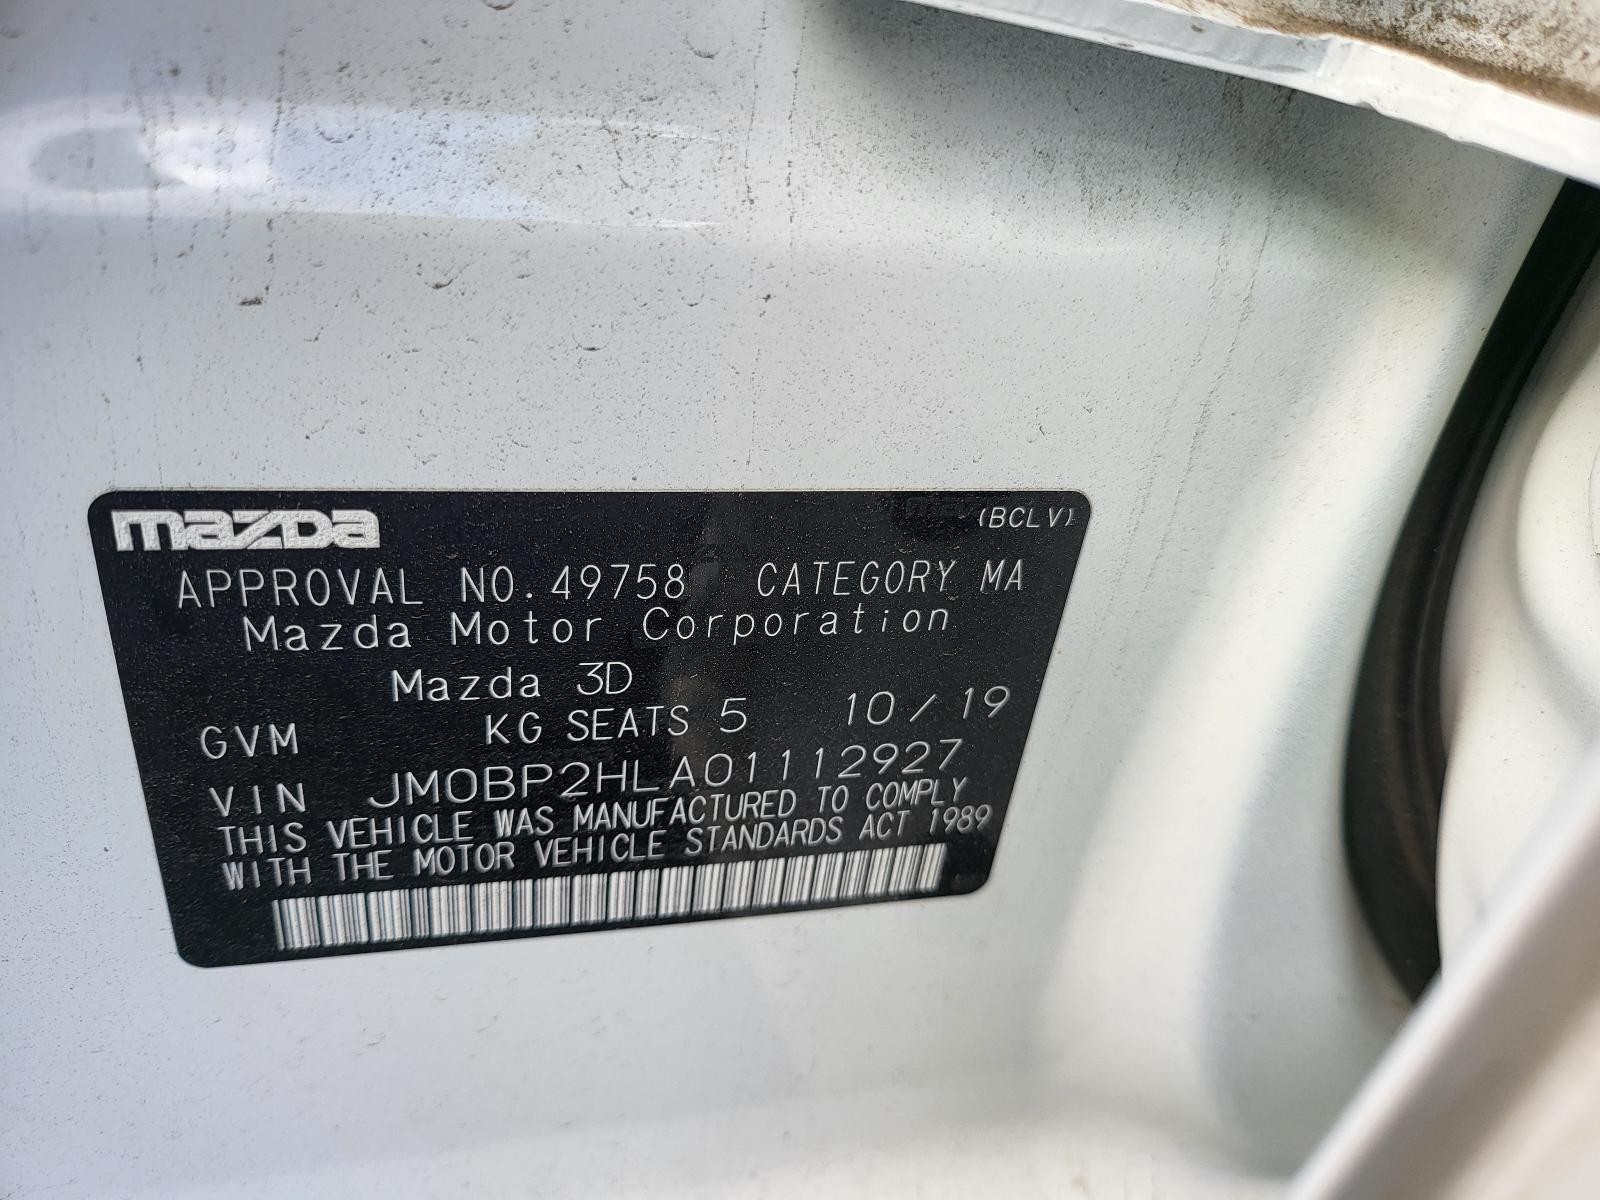 mazda (BCLV)
APPROVAL NO. 49758 CATEGORY MA
Mazda Motor Corporation
Mazda 3D
GVM KG SEATS 5 10/19
VIN JM0BP2HLA01112927
THIS VEHICLE WAS MANUFACTURED TO COMPLY
WITH THE MOTOR VEHICLE STANDARDS ACT 1989